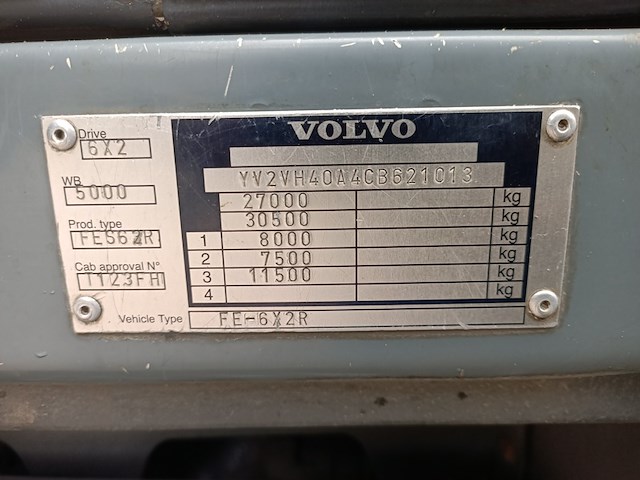 VOLVO
Drive
6X2
YV2VH40A4CB621013
WB
5000
27000 kg
30500 kg
Prod. type
FES62R
1 8000 kg
2 7500 kg
Cab approval N°
1123FH
3 11500 kg
4 kg
Vehicle Type FE-6X2R